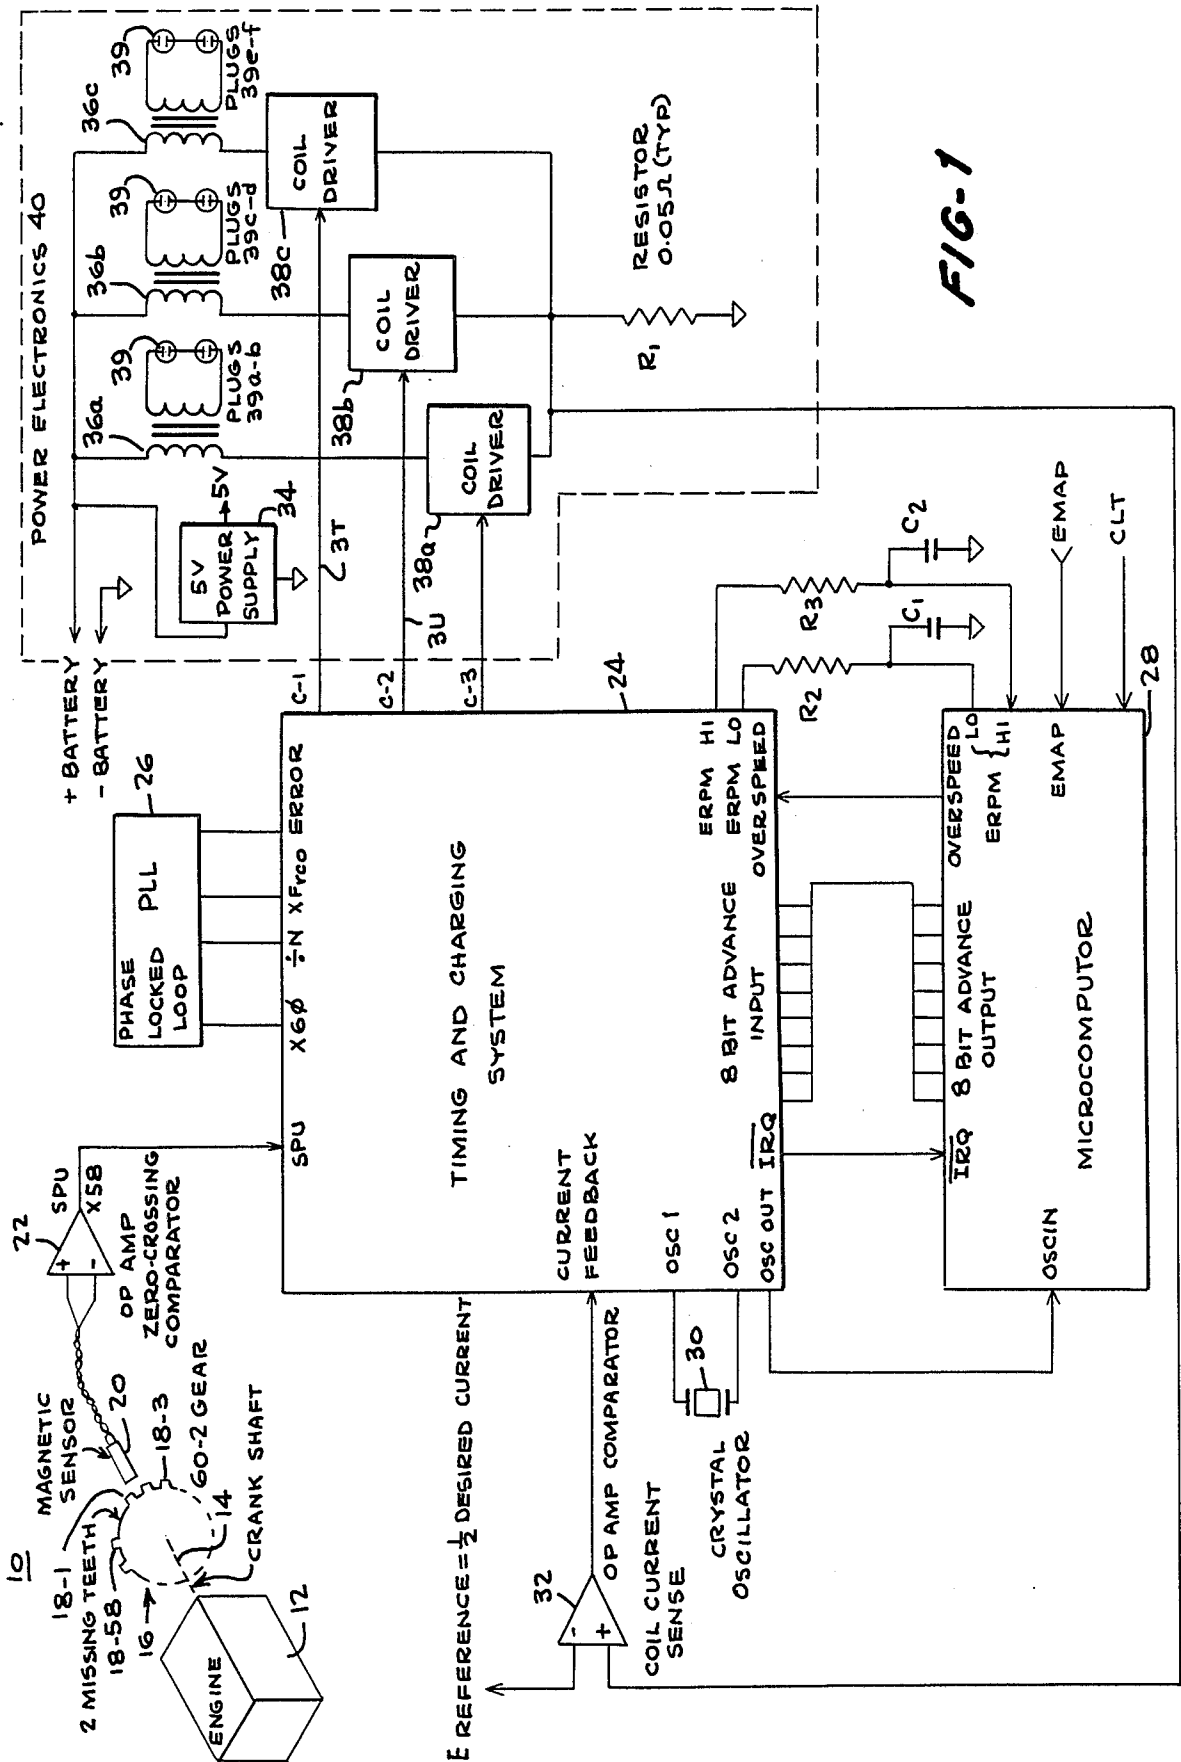 10
18-1
2 MISSING TEETH
18-58
16
ENGINE
12
MAGNETIC
SENSOR
20
18-3
60-2 GEAR
14
CRANK SHAFT
22
+
-
SPU
X58
OP AMP
ZERO-CROSSING
COMPARATOR
PHASE
LOCKED
LOOP
PLL
26
+ BATTERY
- BATTERY
POWER ELECTRONICS 40
5V
POWER
SUPPLY
5V
34
36a
39
PLUGS
39a-b
36b
39
PLUGS
39c-d
36c
39
PLUGS
39e-f
COIL
DRIVER
38a
COIL
DRIVER
38b
COIL
DRIVER
38c
3T
3U
C-1
C-2
C-3
R1
RESISTOR
0.05Ω (TYP)
SPU
X60
÷N
XFrco
ERROR
TIMING AND CHARGING
SYSTEM
24
CURRENT
FEEDBACK
OSC 1
OSC 2
OSC OUT
IRQ
8 BIT ADVANCE
INPUT
ERPM HI
ERPM LO
OVERSPEED
E REFERENCE = 1/2 DESIRED CURRENT
32
-
+
OP AMP COMPARATOR
COIL CURRENT
SENSE
30
CRYSTAL
OSCILLATOR
R2
R3
C1
C2
OSCIN
IRQ
8 BIT ADVANCE
OUTPUT
OVERSPEED
ERPM { LO
HI
EMAP
MICROCOMPUTOR
28
EMAP
CLT
FIG-1